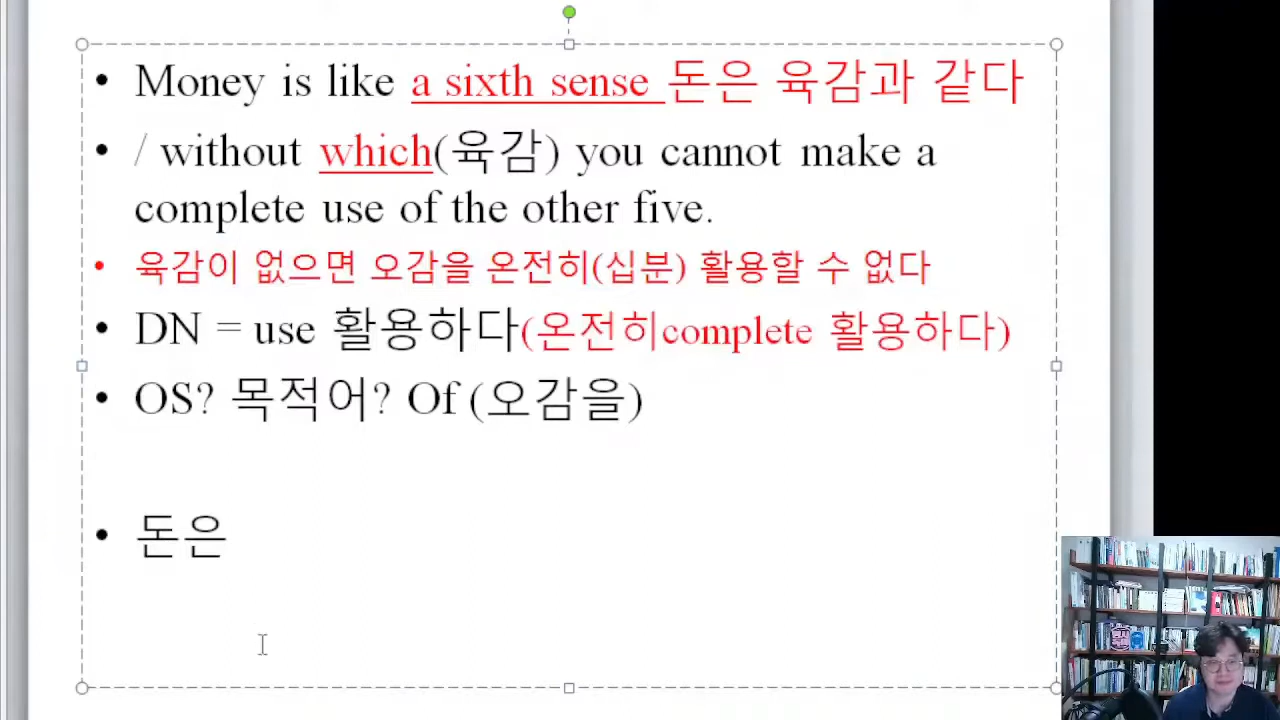 • Money is like a sixth sense 돈은 육감과 같다
• / without which(육감) you cannot make a
complete use of the other five.
• 육감이 없으면 오감을 온전히(십분) 활용할 수 없다
• DN = use 활용하다(온전히complete 활용하다)
• OS? 목적어? Of (오감을)
• 돈은